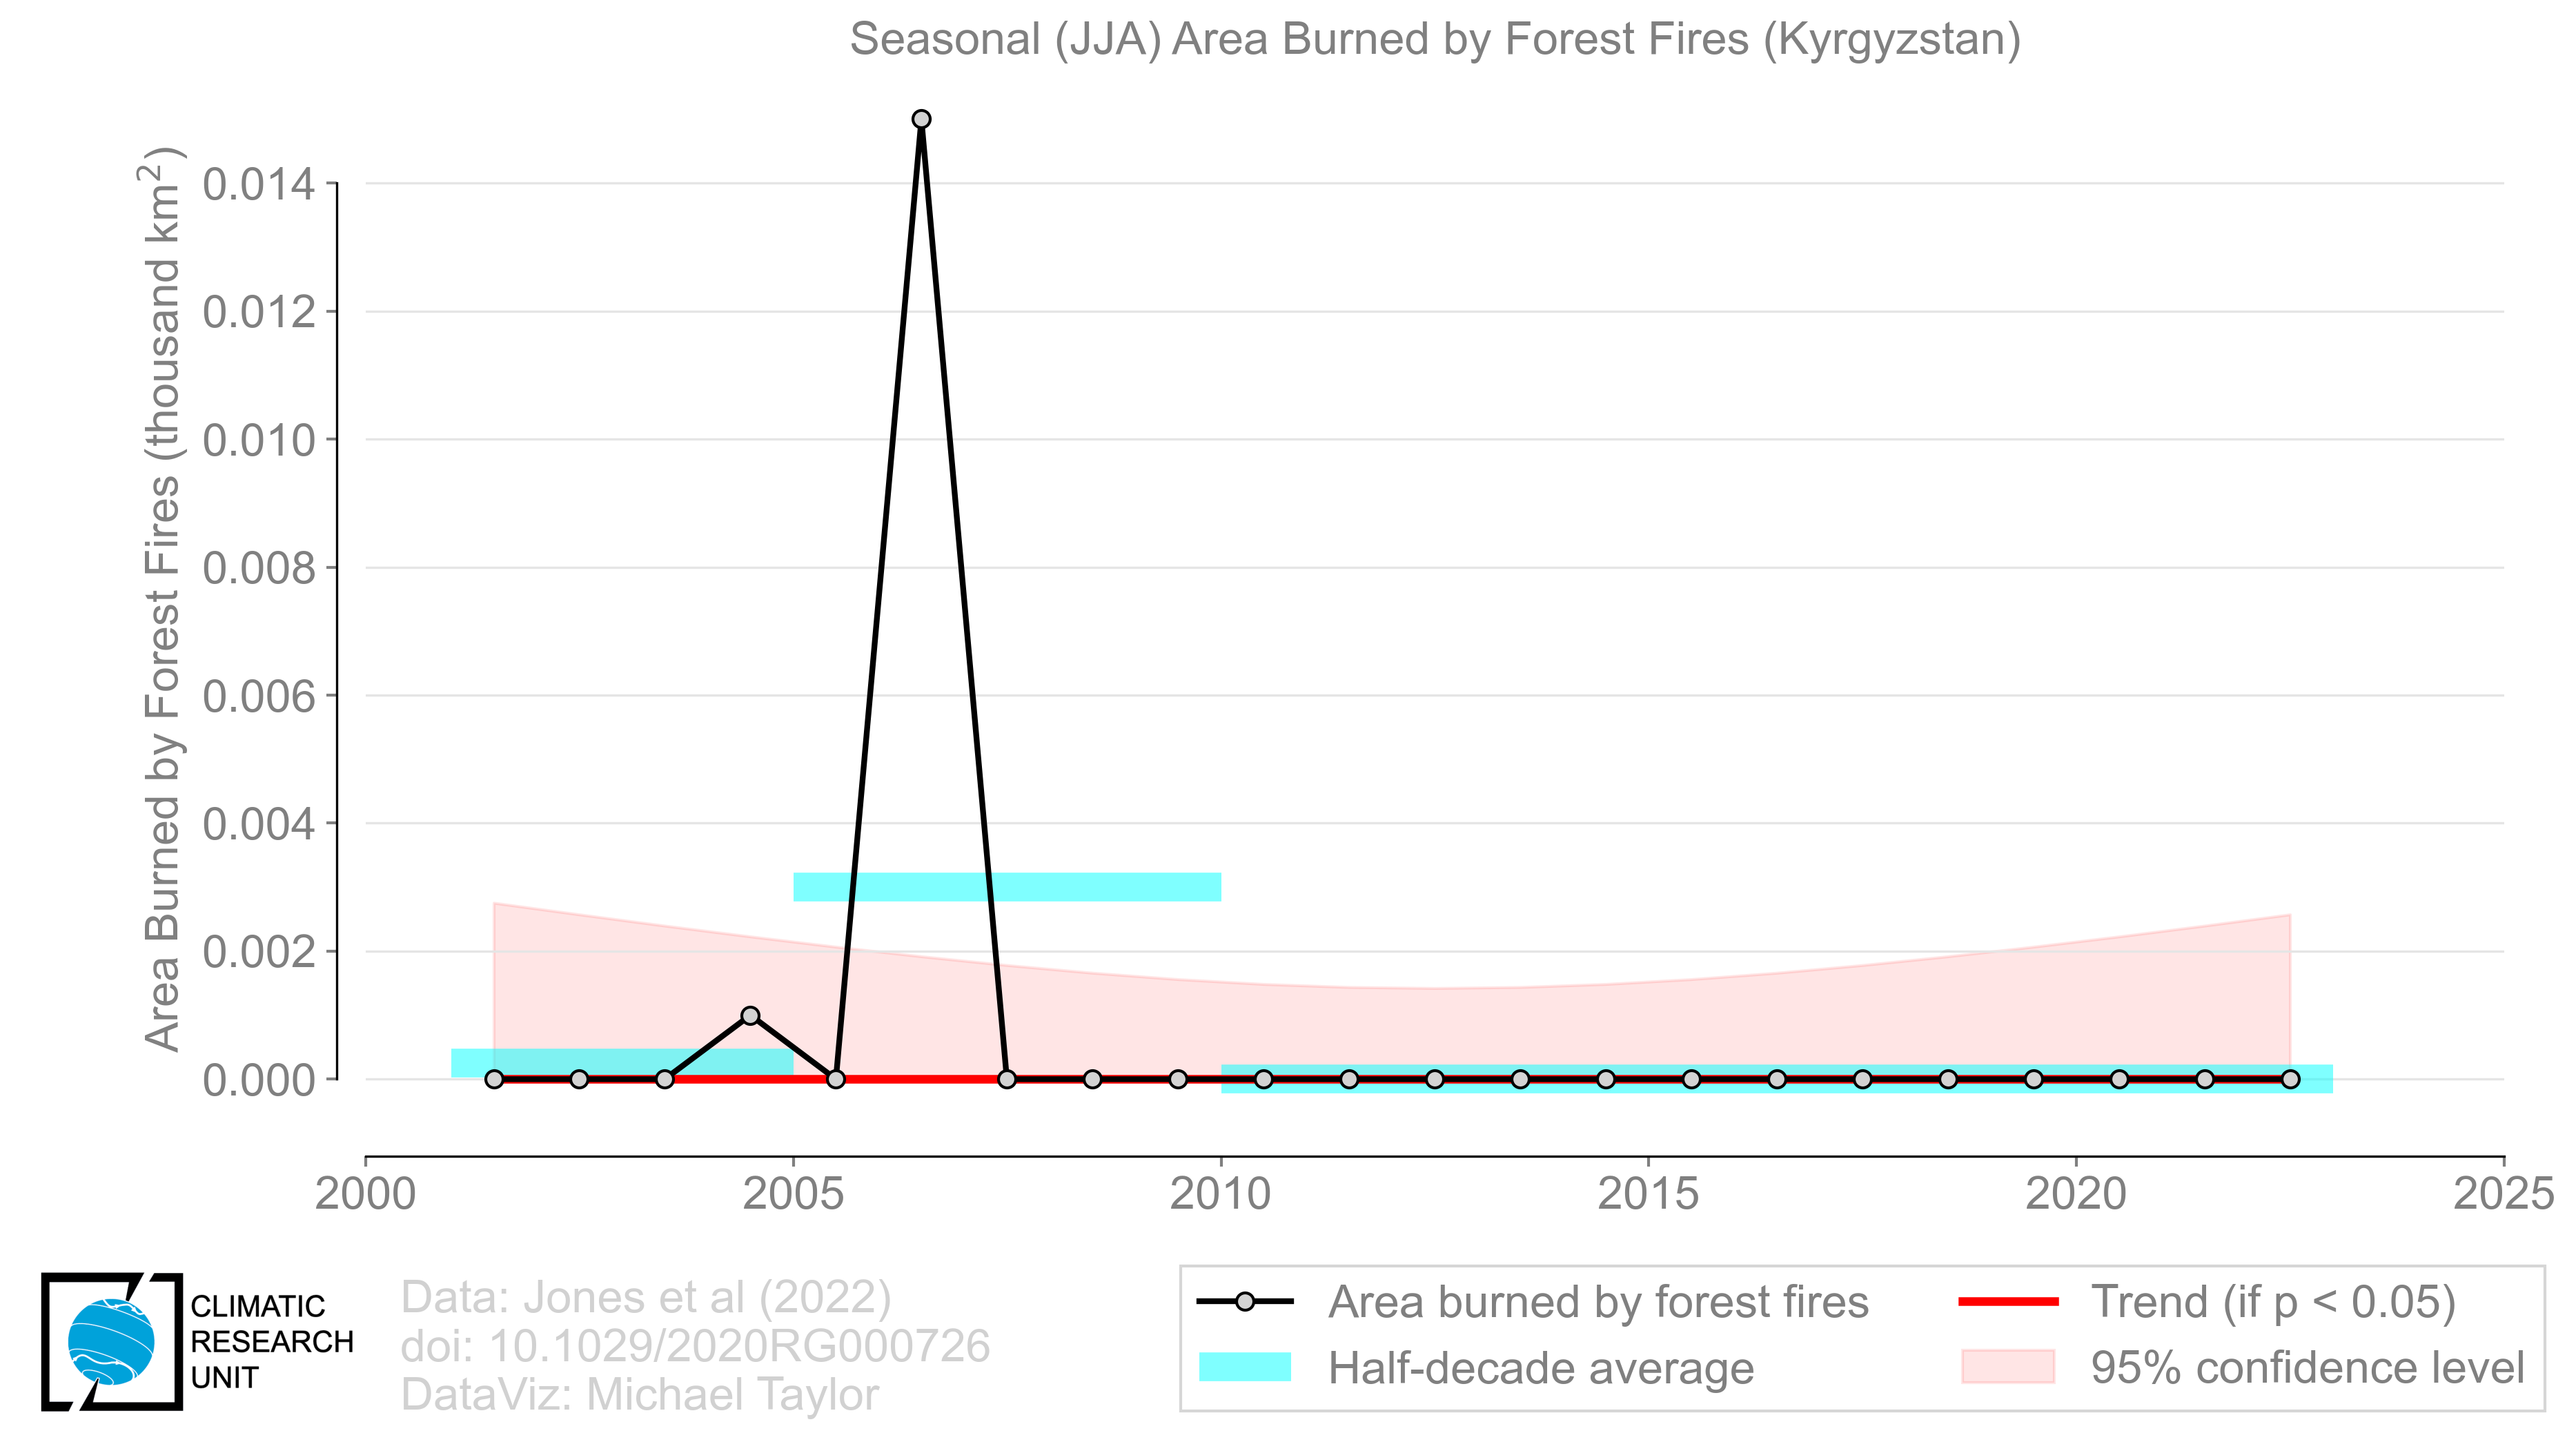 Seasonal (JJA) Area Burned by Forest Fires (Kyrgyzstan)
Area Burned by Forest Fires (thousand km²)
0.014
0.012
0.010
0.008
0.006
0.004
0.002
0.000
2000 2005 2010 2015 2020 2025
CLIMATIC
RESEARCH
UNIT
Data: Jones et al (2022)
doi: 10.1029/2020RG000726
DataViz: Michael Taylor
Area burned by forest fires
Half-decade average
Trend (if p < 0.05)
95% confidence level